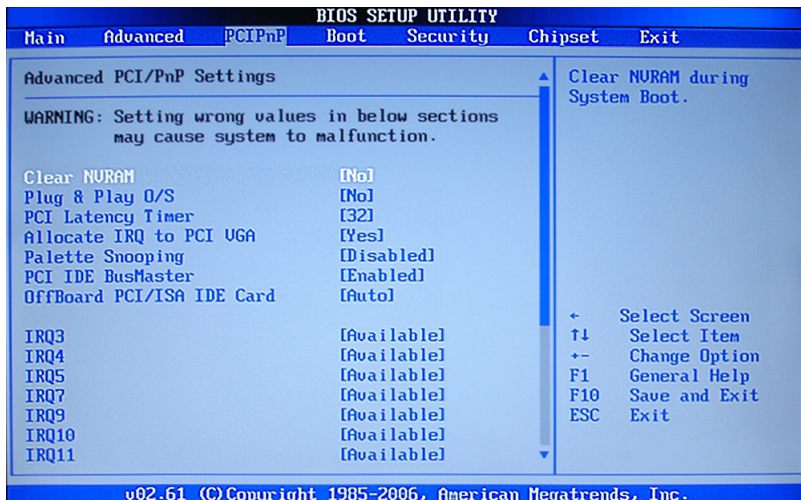 BIOS SETUP UTILITY
Main Advanced PCIPnP Boot Security Chipset Exit
Advanced PCI/PnP Settings
WARNING: Setting wrong values in below sections
may cause system to malfunction.
Clear NVRAM [No]
Plug & Play O/S [No]
PCI Latency Timer [32]
Allocate IRQ to PCI VGA [Yes]
Palette Snooping [Disabled]
PCI IDE BusMaster [Enabled]
OffBoard PCI/ISA IDE Card [Auto]
IRQ3 [Available]
IRQ4 [Available]
IRQ5 [Available]
IRQ7 [Available]
IRQ9 [Available]
IRQ10 [Available]
IRQ11 [Available]
Clear NVRAM during
System Boot.
← Select Screen
↑↓ Select Item
+- Change Option
F1 General Help
F10 Save and Exit
ESC Exit
v02.61 (C)Copyright 1985-2006, American Megatrends, Inc.